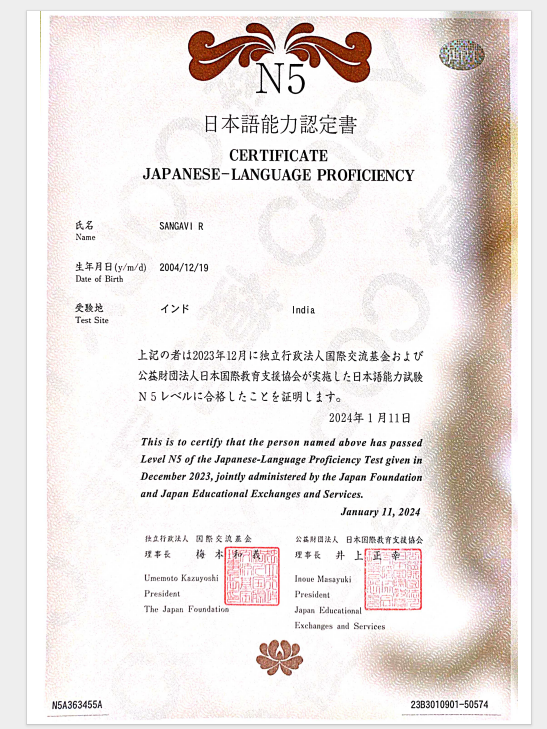 N5
日本語能力認定書
CERTIFICATE
JAPANESE-LANGUAGE PROFICIENCY
氏名
Name
SANGAVI R
生年月日(y/m/d)
Date of Birth
2004/12/19
受験地
Test Site
インド
India
上記の者は2023年12月に独立行政法人国際交流基金および
公益財団法人日本国際教育支援協会が実施した日本語能力試験
N5レベルに合格したことを証明します。
2024年1月11日
This is to certify that the person named above has passed
Level N5 of the Japanese-Language Proficiency Test given in
December 2023, jointly administered by the Japan Foundation
and Japan Educational Exchanges and Services.
January 11, 2024
独立行政法人 国際交流基金
理事長 梅本和義
Umemoto Kazuyoshi
President
The Japan Foundation
公益財団法人 日本国際教育支援協会
理事長 井上正幸
Inoue Masayuki
President
Japan Educational
Exchanges and Services
COPY
N5A363455A
23B3010901-50574